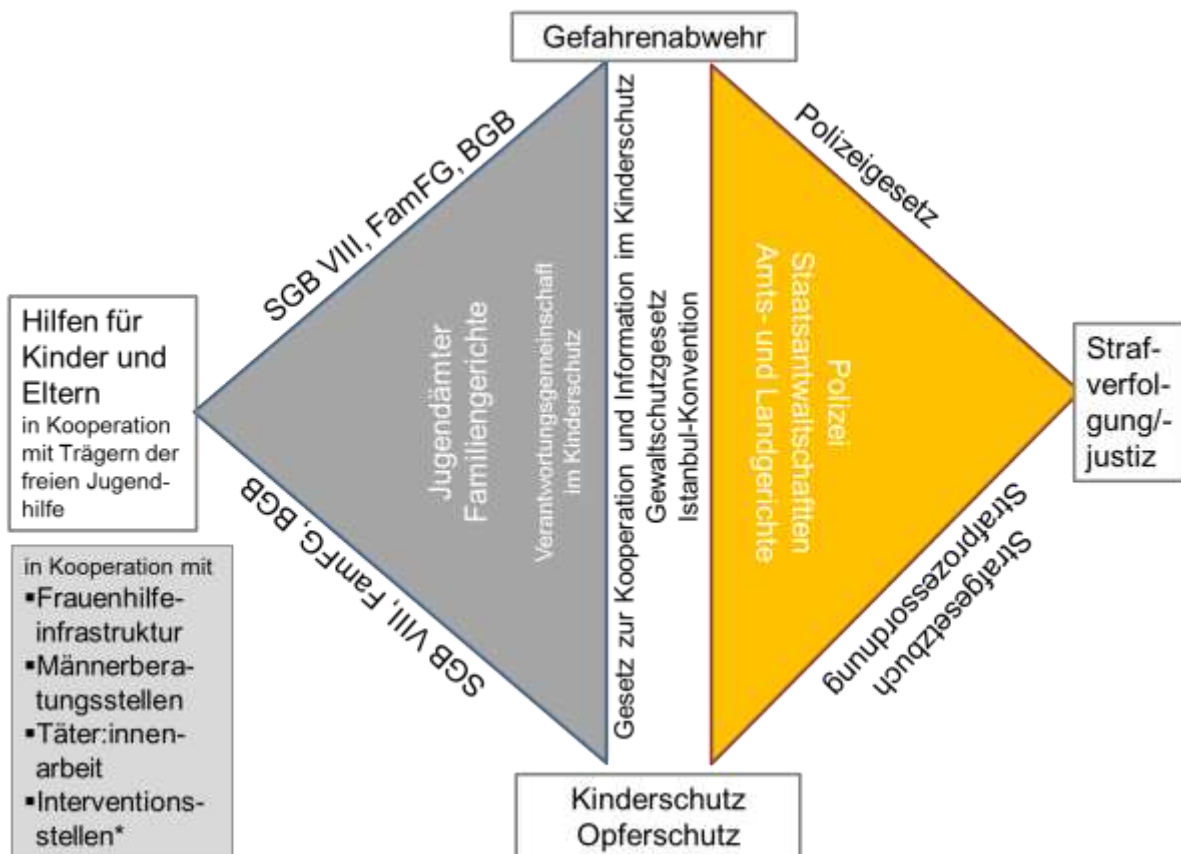 Gefahrenabwehr
SGB VIII, FamFG, BGB
Polizeigesetz
Hilfen für
Kinder und
Eltern
in Kooperation
mit Trägern der
freien Jugend-
hilfe
Jugendämter
Familiengerichte
Verantwortungsgemeinschaft
im Kinderschutz
Gesetz zur Kooperation und Information im Kinderschutz
Gewaltschutzgesetz
Istanbul-Konvention
Polizei
Staatsantwaltschaftten
Amts- und Landgerichte
Straf-
verfol-
gung/-
justiz
SGB VIII, FamFG, BGB
Strafgesetzbuch
Strafprozessordnung
in Kooperation mit
▪Frauenhilfe-
infrastruktur
▪Männerbera-
tungsstellen
▪Täter:innen-
arbeit
▪Interventions-
stellen*
Kinderschutz
Opferschutz